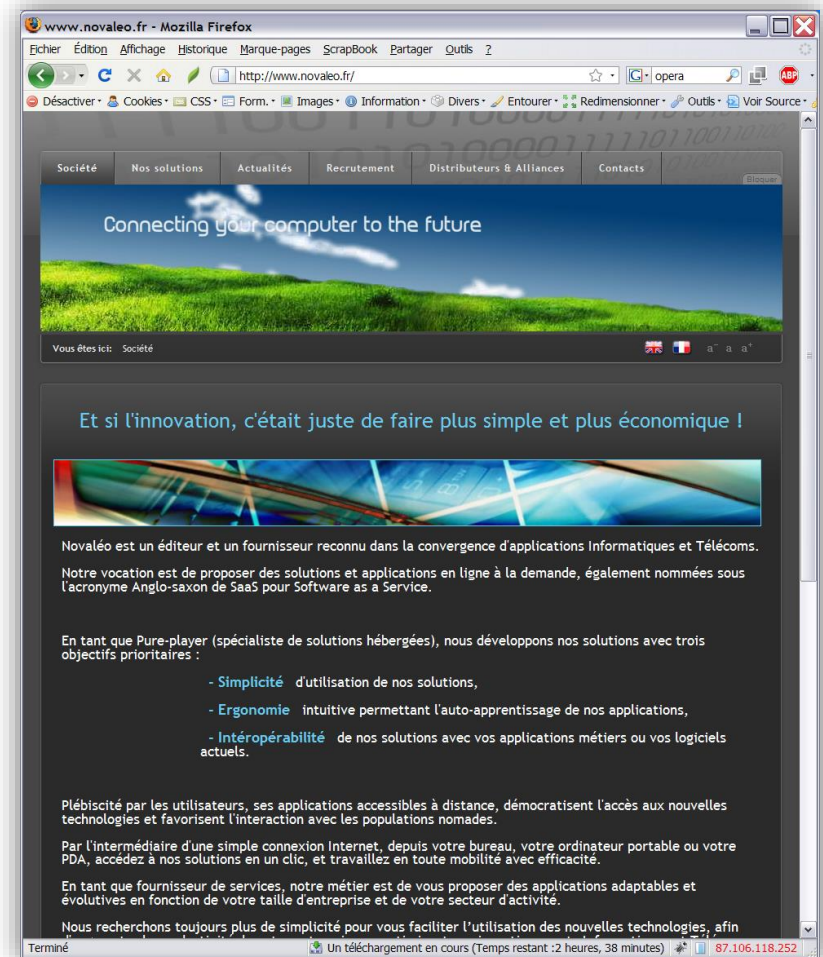 www.novaleo.fr - Mozilla Firefox
Fichier Édition Affichage Historique Marque-pages ScrapBook Partager Outils ?
http://www.novaleo.fr/ G opera ABP
Désactiver Cookies CSS Form. Images Information Divers Entourer Redimensionner Outils Voir Source
Société Nos solutions Actualités Recrutement Distributeurs & Alliances Contacts
Bloquer
Connecting your computer to the future
Vous êtes ici: Société a⁻ a a⁺
Et si l'innovation, c'était juste de faire plus simple et plus économique !
Novaléo est un éditeur et un fournisseur reconnu dans la convergence d'applications Informatiques et Télécoms.
Notre vocation est de proposer des solutions et applications en ligne à la demande, également nommées sous
l'acronyme Anglo-saxon de SaaS pour Software as a Service.
En tant que Pure-player (spécialiste de solutions hébergées), nous développons nos solutions avec trois
objectifs prioritaires :
- Simplicité d'utilisation de nos solutions,
- Ergonomie intuitive permettant l'auto-apprentissage de nos applications,
- Intéropérabilité de nos solutions avec vos applications métiers ou vos logiciels
actuels.
Plébiscité par les utilisateurs, ses applications accessibles à distance, démocratisent l'accès aux nouvelles
technologies et favorisent l'interaction avec les populations nomades.
Par l'intermédiaire d'une simple connexion Internet, depuis votre bureau, votre ordinateur portable ou votre
PDA, accédez à nos solutions en un clic, et travaillez en toute mobilité avec efficacité.
En tant que fournisseur de services, notre métier est de vous proposer des applications adaptables et
évolutives en fonction de votre taille d'entreprise et de votre secteur d'activité.
Nous recherchons toujours plus de simplicité pour vous faciliter l'utilisation des nouvelles technologies, afin
Terminé Un téléchargement en cours (Temps restant :2 heures, 38 minutes) 87.106.118.252